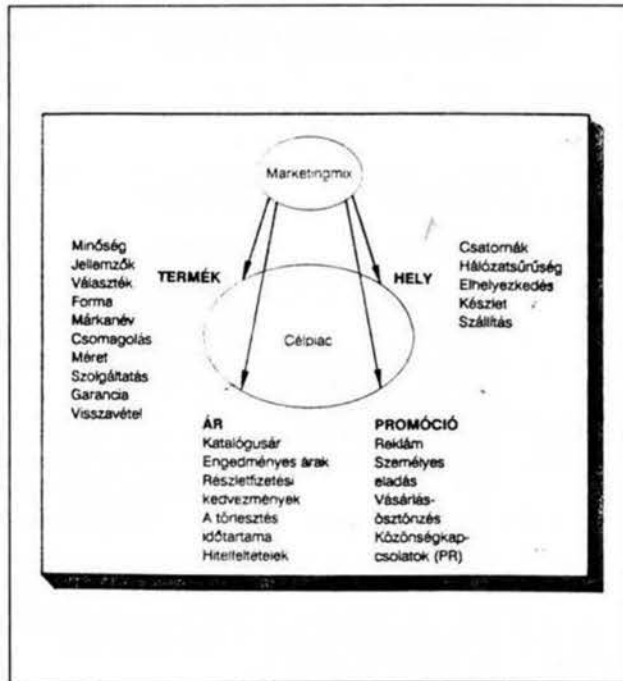 Marketingmix
Minőség
Jellemzők
Választék
Forma
Márkanév
Csomagolás
Méret
Szolgáltatás
Garancia
Visszavétel
TERMÉK
Célpiac
HELY
Csatornák
Hálózatsűrűség
Elhelyezkedés
Készlet
Szállítás
ÁR
Katalógusár
Engedményes árak
Részletfizetési
kedvezmények
A törlesztés
időtartama
Hitelfeltételek
PROMÓCIÓ
Reklám
Személyes
eladás
Vásárlás-
ösztönzés
Közönségkap-
csolatok (PR)